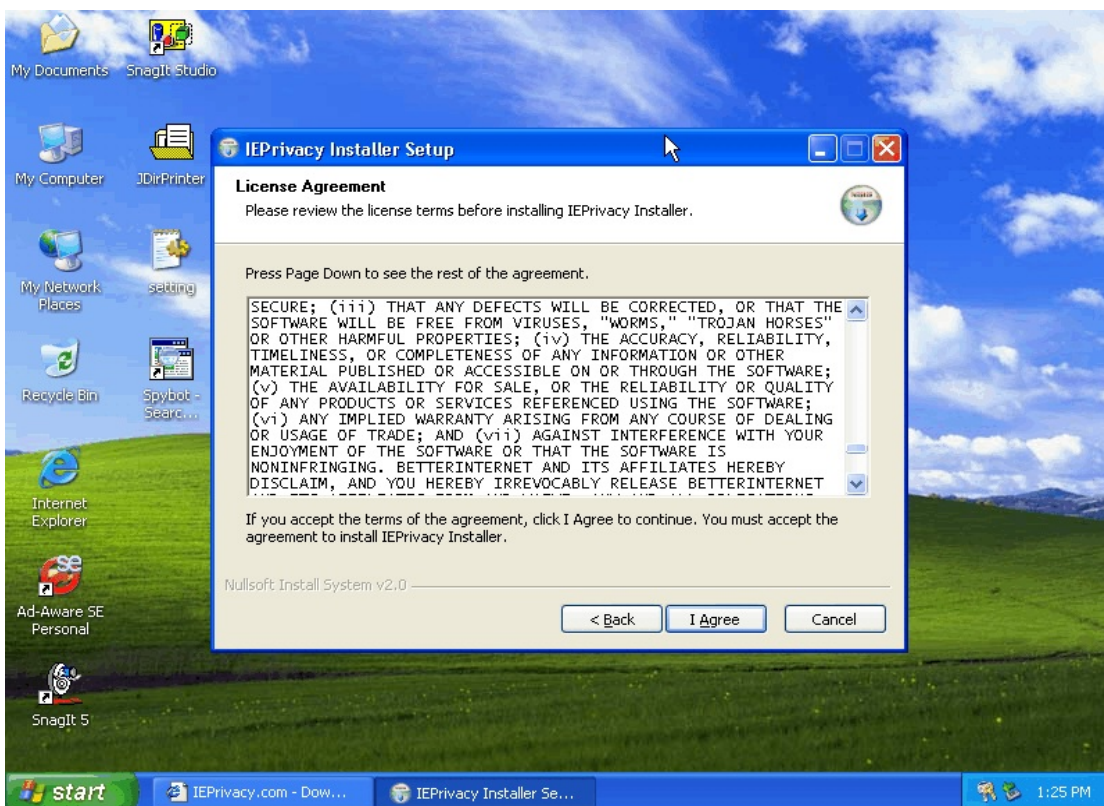 My Documents
SnagIt Studio
My Computer
JDirPrinter
My Network
Places
setting
Recycle Bin
Spybot -
Searc...
Internet
Explorer
Ad-Aware SE
Personal
SnagIt 5
IEPrivacy Installer Setup
License Agreement
Please review the license terms before installing IEPrivacy Installer.
Press Page Down to see the rest of the agreement.
SECURE; (iii) THAT ANY DEFECTS WILL BE CORRECTED, OR THAT THE
SOFTWARE WILL BE FREE FROM VIRUSES, "WORMS," "TROJAN HORSES"
OR OTHER HARMFUL PROPERTIES; (iv) THE ACCURACY, RELIABILITY,
TIMELINESS, OR COMPLETENESS OF ANY INFORMATION OR OTHER
MATERIAL PUBLISHED OR ACCESSIBLE ON OR THROUGH THE SOFTWARE;
(v) THE AVAILABILITY FOR SALE, OR THE RELIABILITY OR QUALITY
OF ANY PRODUCTS OR SERVICES REFERENCED USING THE SOFTWARE;
(vi) ANY IMPLIED WARRANTY ARISING FROM ANY COURSE OF DEALING
OR USAGE OF TRADE; AND (vii) AGAINST INTERFERENCE WITH YOUR
ENJOYMENT OF THE SOFTWARE OR THAT THE SOFTWARE IS
NONINFRINGING. BETTERINTERNET AND ITS AFFILIATES HEREBY
DISCLAIM, AND YOU HEREBY IRREVOCABLY RELEASE BETTERINTERNET
If you accept the terms of the agreement, click I Agree to continue. You must accept the
agreement to install IEPrivacy Installer.
Nullsoft Install System v2.0
< Back
I Agree
Cancel
start
IEPrivacy.com - Dow...
IEPrivacy Installer Se...
1:25 PM